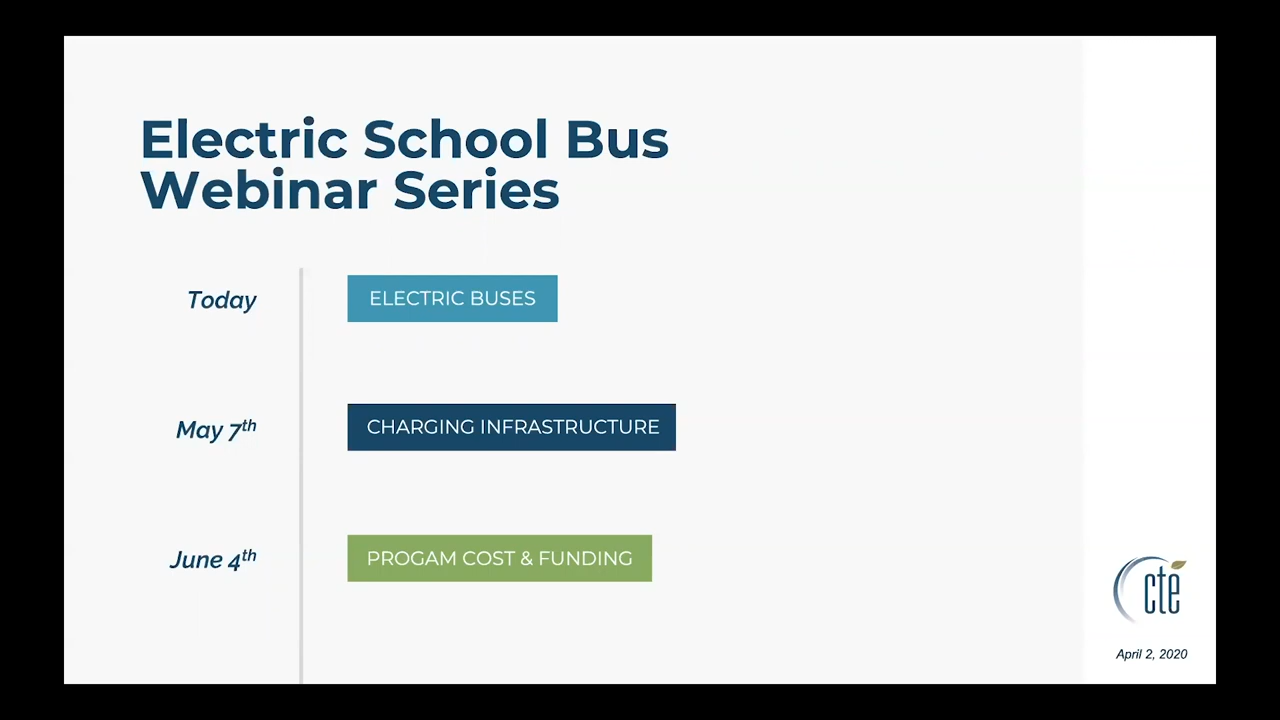 Electric School Bus
Webinar Series
Today
ELECTRIC BUSES
May 7th
CHARGING INFRASTRUCTURE
June 4th
PROGAM COST & FUNDING
cte
April 2, 2020